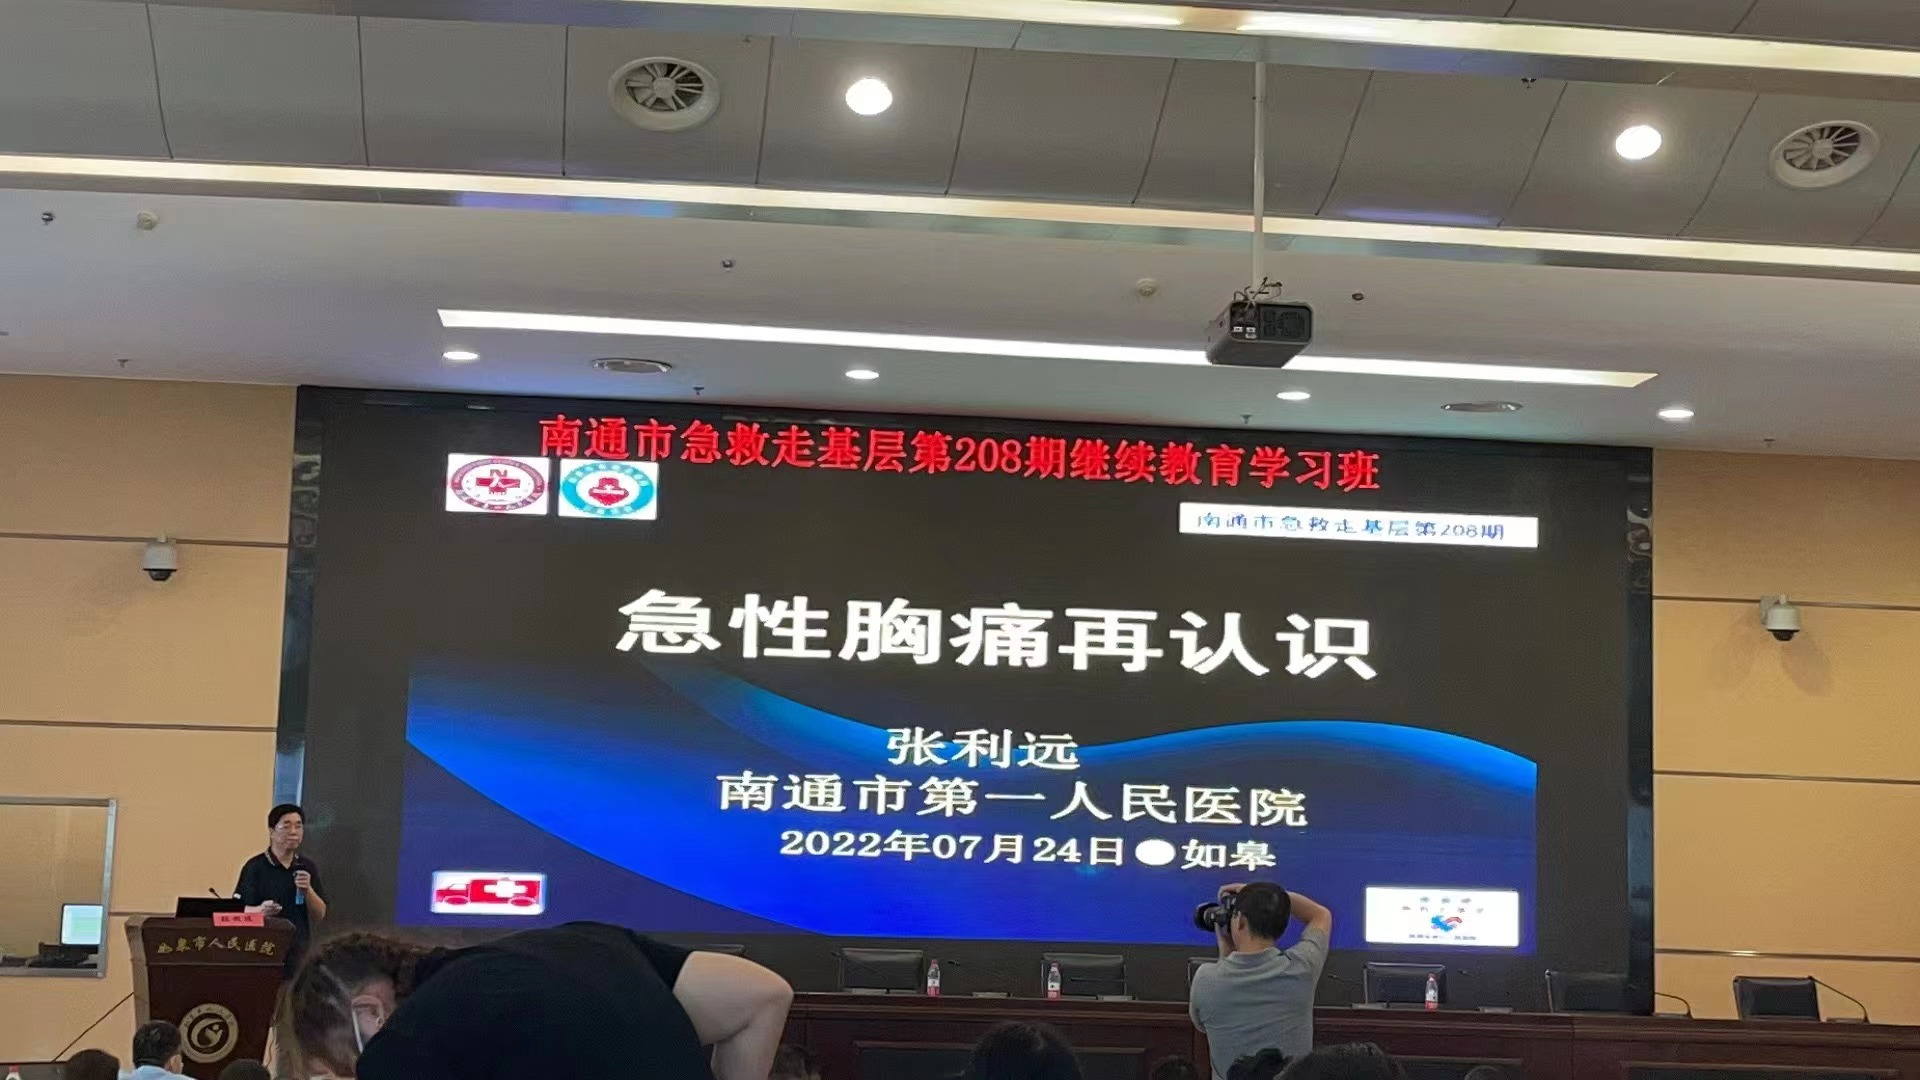 南通市急救走基层第208期继续教育学习班
南通市急救走基层第208期
急性胸痛再认识
张利远
南通市第一人民医院
2022年07月24日●如皋
如皋市人民医院